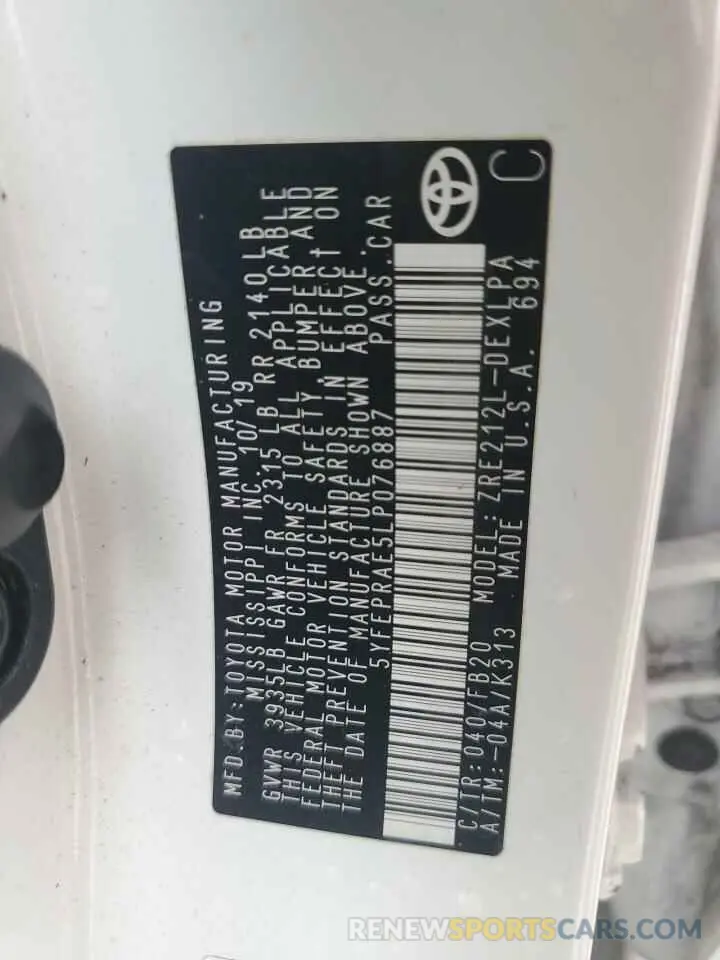 MFD.BY:TOYOTA MOTOR MANUFACTURING
MISSISSIPPI INC. 10/19
GVWR 3935LB GAWR FR 2315 LB RR 2140 LB
THIS VEHICLE CONFORMS TO ALL APPLICABLE
FEDERAL MOTOR VEHICLE SAFETY, BUMPER AND
THEFT PREVENTION STANDARDS IN EFFECT ON
THE DATE OF MANUFACTURE SHOWN ABOVE.
5YFEPRAE5LP076887 PASS.CAR
C/TR:040/FB20 MODEL:ZRE212L-DEXLPA
A/TM:-04A/K313 MADE IN U.S.A. 694
C
RENEWSPORTSCARS.COM